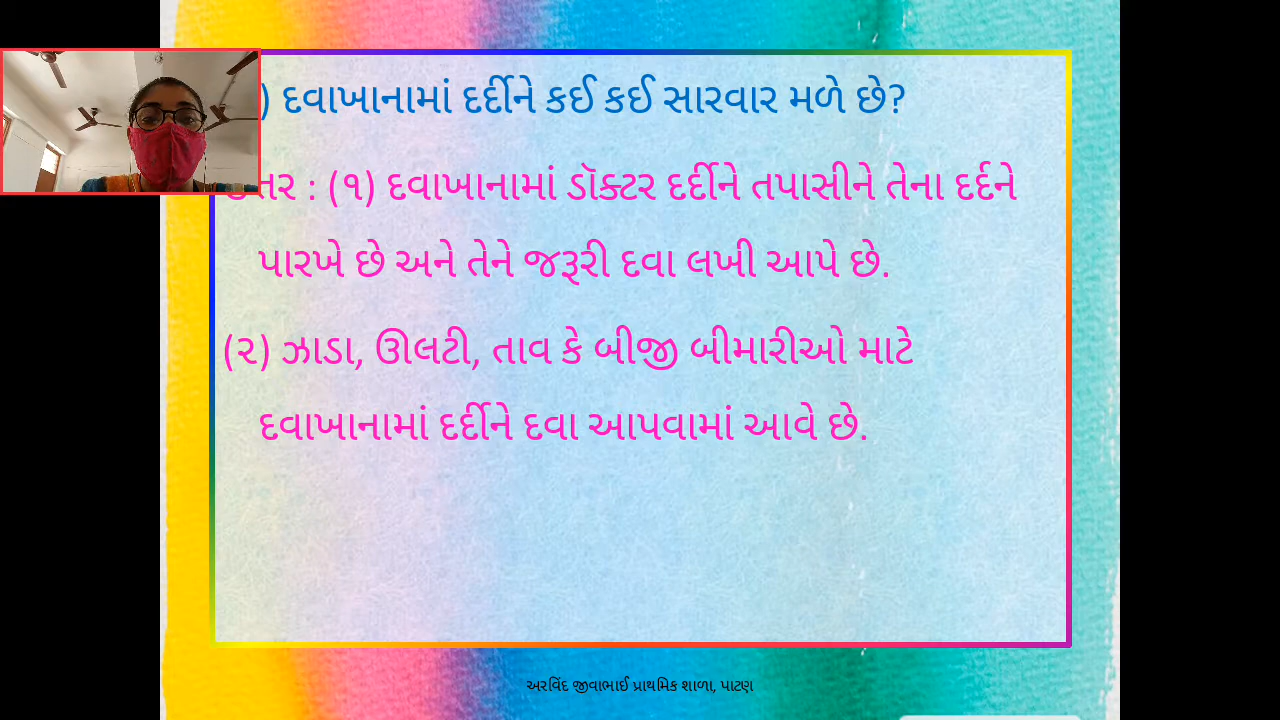 ) દવાખાનામાં દર્દીને કઈ કઈ સારવાર મળે છે?
: (૧) દવાખાનામાં ડૉક્ટર દર્દીને તપાસીને તેના દર્દને
પારખે છે અને તેને જરૂરી દવા લખી આપે છે.
(૨) ઝાડા, ઊલટી, તાવ કે બીજી બીમારીઓ માટે
દવાખાનામાં દર્દીને દવા આપવામાં આવે છે.
અરવિંદ જીવાભાઈ પ્રાથમિક શાળા, પાટણ